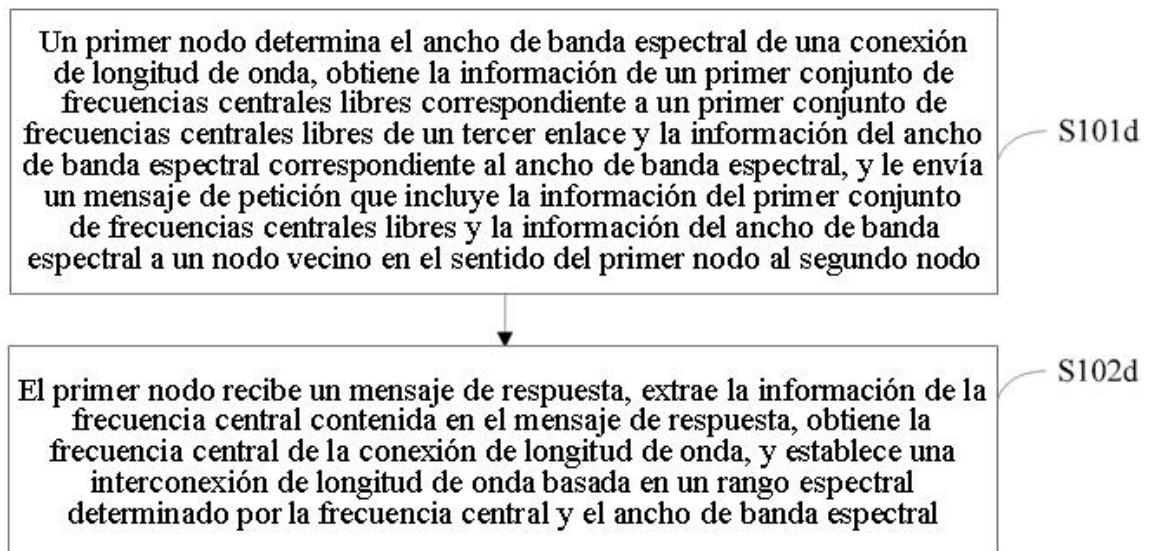 Un primer nodo determina el ancho de banda espectral de una conexión
de longitud de onda, obtiene la información de un primer conjunto de
frecuencias centrales libres correspondiente a un primer conjunto de
frecuencias centrales libres de un tercer enlace y la información del ancho
de banda espectral correspondiente al ancho de banda espectral, y le envía
un mensaje de petición que incluye la información del primer conjunto
de frecuencias centrales libres y la información del ancho de banda
espectral a un nodo vecino en el sentido del primer nodo al segundo nodo
S101d
El primer nodo recibe un mensaje de respuesta, extrae la información de la
frecuencia central contenida en el mensaje de respuesta, obtiene la
frecuencia central de la conexión de longitud de onda, y establece una
interconexión de longitud de onda basada en un rango espectral
determinado por la frecuencia central y el ancho de banda espectral
S102d